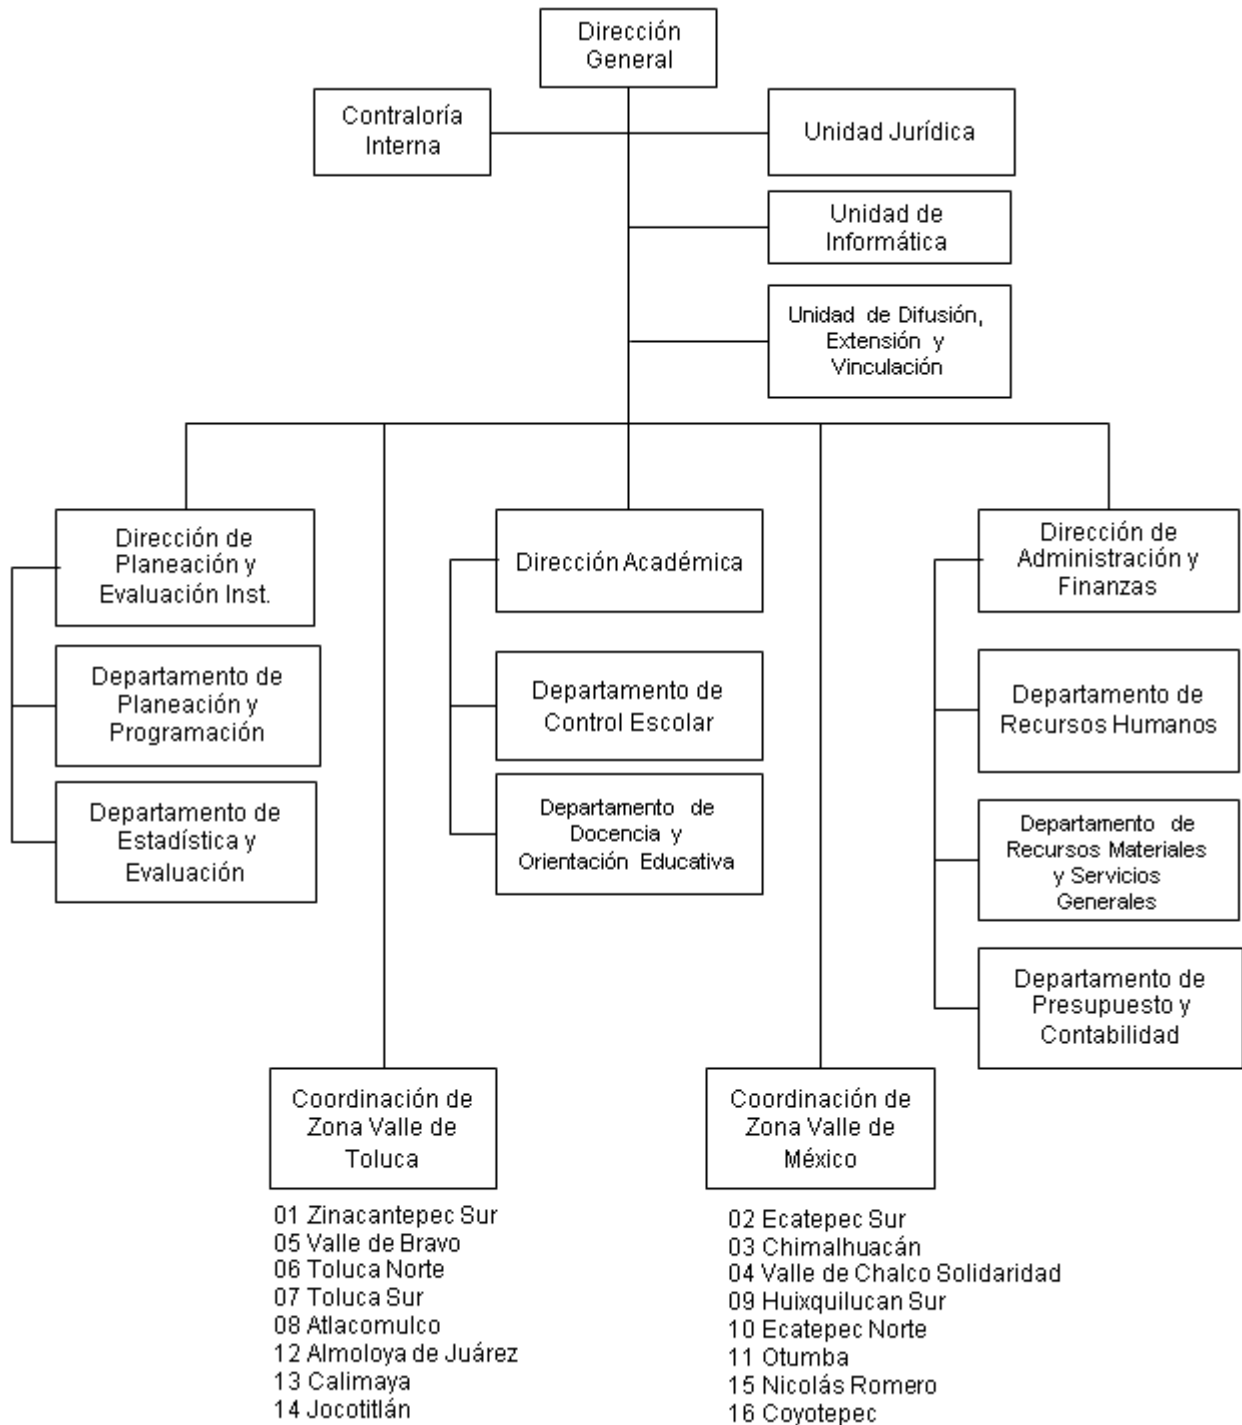 Dirección
General
Contraloría
Interna
Unidad Jurídica
Unidad de
Informática
Unidad de Difusión,
Extensión y
Vinculación
Dirección de
Planeación y
Evaluación Inst.
Dirección Académica
Dirección de
Administración y
Finanzas
Departamento de
Planeación y
Programación
Departamento de
Control Escolar
Departamento de
Recursos Humanos
Departamento de
Estadística y
Evaluación
Departamento de
Docencia y
Orientación Educativa
Departamento de
Recursos Materiales
y Servicios
Generales
Departamento de
Presupuesto y
Contabilidad
Coordinación de
Zona Valle de
Toluca
01 Zinacantepec Sur
05 Valle de Bravo
06 Toluca Norte
07 Toluca Sur
08 Atlacomulco
12 Almoloya de Juárez
13 Calimaya
14 Jocotitlán
Coordinación de
Zona Valle de
México
02 Ecatepec Sur
03 Chimalhuacán
04 Valle de Chalco Solidaridad
09 Huixquilucan Sur
10 Ecatepec Norte
11 Otumba
15 Nicolás Romero
16 Coyotepec